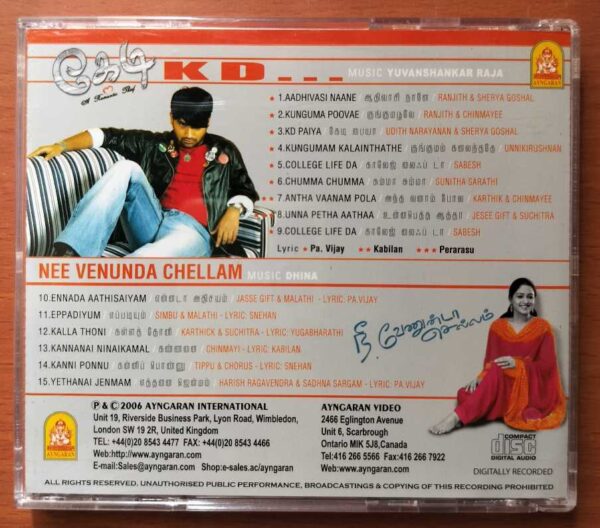 கேடி
A Romantic Thief
KD...
MUSIC YUVANSHANKAR RAJA
AYNGARAN
★ 1.AADHIVASI NAANE / ஆதிவாசி நானே / RANJITH & SHERYA GOSHAL
★ 2.KUNGUMA POOVAE / குங்குமபூவே / RANJITH & CHINMAYEE
★ 3.KD PAIYA / கேடி பையா / UDITH NARAYANAN & SHERYA GOSHAL
★ 4.KUNGUMAM KALAINTHATHE / குங்குமம் கலைந்ததே / UNNIKIRUSHNAN
★ 5.COLLEGE LIFE DA / காலேஜ் லைஃப் டா / SABESH
★ 6.CHUMMA CHUMMA / சும்மா சும்மா / SUNITHA SARATHI
7.ANTHA VAANAM POLA / அந்த வானம் போல / KARTHIK & CHINMAYEE
8.UNNA PETHA AATHAA / உன்னபெத்த ஆத்தா / JESEE GIFT & SUCHITRA
9.COLLEGE LIFE DA / காலேஜ் லைஃப் டா / SABESH
Lyric ★ Pa. Vijay ★★ Kabilan ★★★ Perarasu
NEE VENUNDA CHELLAM MUSIC DHINA
10.ENNADA AATHISAIYAM / என்னடா அதிசயம் / JASSE GIFT & MALATHI - LYRIC: PA.VIJAY
11.EPPADIYUM / எப்படியும் / SIMBU & MALATHI - LYRIC: SNEHAN
12.KALLA THONI / கள்ளத் தோணி / KARTHICK & SUCHITRA - LYRIC: YUGABHARATHI
13.KANNANAI NINAIKAMAL / கண்ணனை / CHINMAYI - LYRIC: KABILAN
14.KANNI PONNU / கன்னிப் பொண்ணு / TIPPU & CHORUS - LYRIC: SNEHAN
15.YETHANAI JENMAM / எத்தனை ஜென்மம் / HARISH RAGAVENDRA & SADHNA SARGAM - LYRIC: PA.VIJAY
நீ வேணுண்டா செல்லம்
AYNGARAN
P & © 2006 AYNGARAN INTERNATIONAL
Unit 19, Riverside Business Park, Lyon Road, Wimbledon,
London SW 19 2R, United Kingdom
TEL: +44(0)20 8543 4477 FAX: +44(0)20 8543 4466
Web:http://www.ayngaran.com
E-mail:Sales@ayngaran.com Shop:e-sales.ac/ayngaran
AYNGARAN VIDEO
2466 Eglington Avenue
Unit 6, Scarbrough
Ontario MIK 5J8,Canada
Tel:416 266 5566 Fax:416 266 7922
Web:www.ayngaran.com
COMPACT
disc
DIGITAL AUDIO
DIGITALLY RECORDED
ALL RIGHTS RESERVED. UNAUTHORISED PUBLIC PERFORMANCE, BROADCASTINGS & COPYING OF THIS RECORDING PROHIBITED